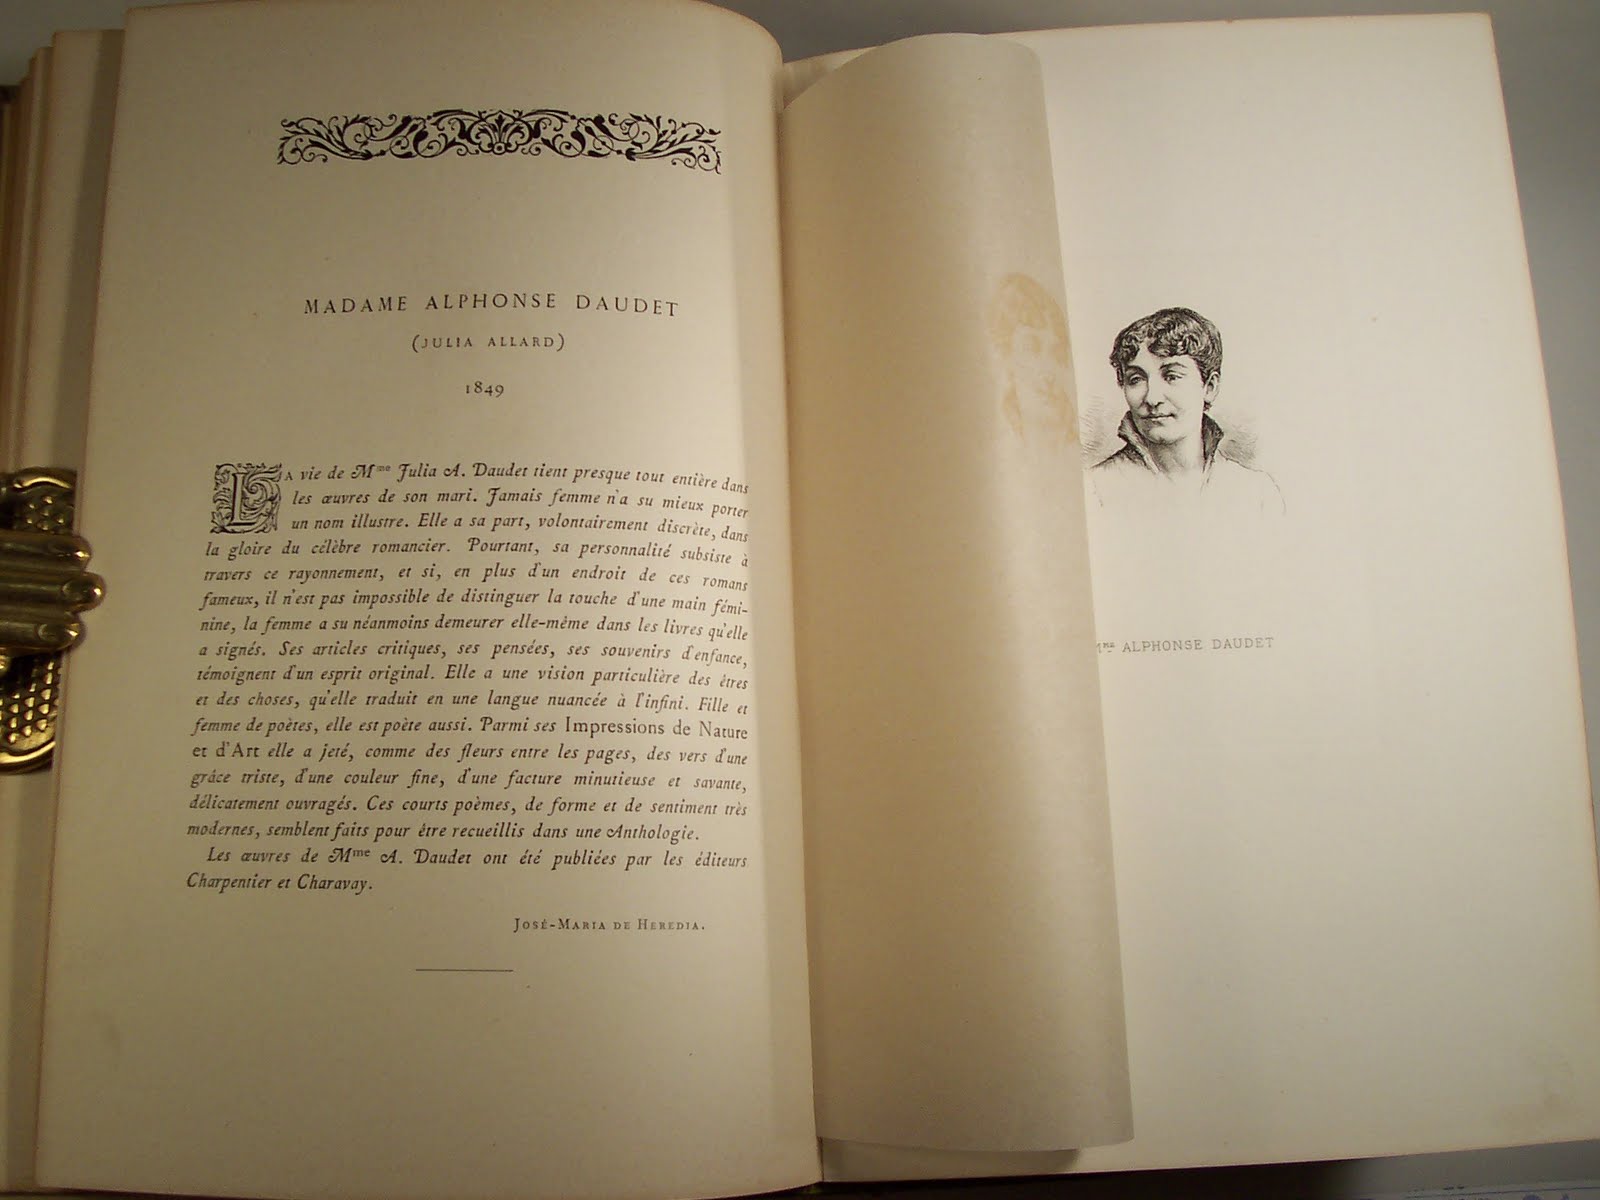 MADAME ALPHONSE DAUDET
(JULIA ALLARD)
1849
LA vie de Mme Julia A. Daudet tient presque tout entière dans
les œuvres de son mari. Jamais femme n'a su mieux porter
un nom illustre. Elle a sa part, volontairement discrète, dans
la gloire du célèbre romancier. Pourtant, sa personnalité subsiste à
travers ce rayonnement, et si, en plus d'un endroit de ces romans
fameux, il n'est pas impossible de distinguer la touche d'une main fémi-
nine, la femme a su néanmoins demeurer elle-même dans les livres qu'elle
a signés. Ses articles critiques, ses pensées, ses souvenirs d'enfance,
témoignent d'un esprit original. Elle a une vision particulière des êtres
et des choses, qu'elle traduit en une langue nuancée à l'infini. Fille et
femme de poètes, elle est poète aussi. Parmi ses Impressions de Nature
et d'Art elle a jeté, comme des fleurs entre les pages, des vers d'une
grâce triste, d'une couleur fine, d'une facture minutieuse et savante,
délicatement ouvragés. Ces courts poèmes, de forme et de sentiment très
modernes, semblent faits pour être recueillis dans une Anthologie.
Les œuvres de Mme A. Daudet ont été publiées par les éditeurs
Charpentier et Charavay.
JOSÉ-MARIA DE HEREDIA.
Mme ALPHONSE DAUDET